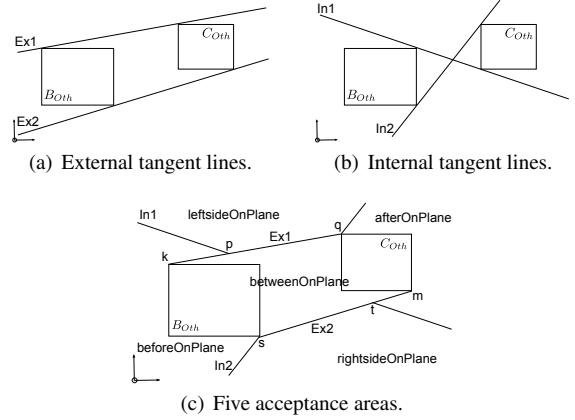 Ex1
C_Oth
B_Oth
Ex2
(a) External tangent lines.
In1
C_Oth
B_Oth
In2
(b) Internal tangent lines.
In1
leftsideOnPlane
q
afterOnPlane
p
Ex1
C_Oth
k
betweenOnPlane
m
t
B_Oth
Ex2
beforeOnPlane
s
In2
rightsideOnPlane
(c) Five acceptance areas.